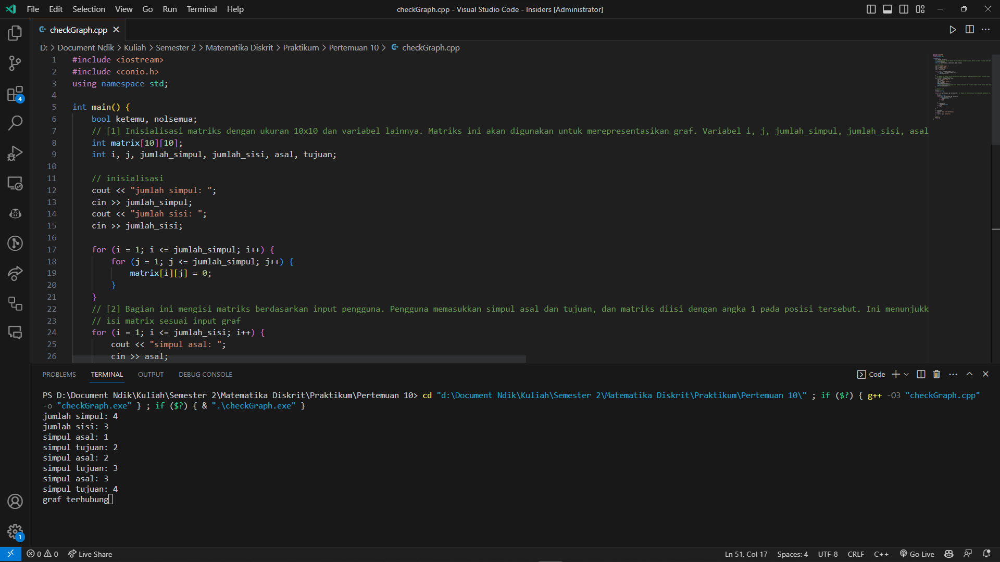 File Edit Selection View Go Run Terminal Help
checkGraph.cpp - Visual Studio Code - Insiders [Administrator]
checkGraph.cpp
D: > Document Ndik > Kuliah > Semester 2 > Matematika Diskrit > Praktikum > Pertemuan 10 > checkGraph.cpp
1 #include <iostream>
2 #include <conio.h>
3 using namespace std;
4
5 int main() {
6 bool ketemu, nolsemua;
7 // [1] Inisialisasi matriks dengan ukuran 10x10 dan variabel lainnya. Matriks ini akan digunakan untuk merepresentasikan graf. Variabel i, j, jumlah_simpul, jumlah_sisi, asal
8 int matrix[10][10];
9 int i, j, jumlah_simpul, jumlah_sisi, asal, tujuan;
10
11 // inisialisasi
12 cout << "jumlah simpul: ";
13 cin >> jumlah_simpul;
14 cout << "jumlah sisi: ";
15 cin >> jumlah_sisi;
16
17 for (i = 1; i <= jumlah_simpul; i++) {
18 for (j = 1; j <= jumlah_simpul; j++) {
19 matrix[i][j] = 0;
20 }
21 }
22 // [2] Bagian ini mengisi matriks berdasarkan input pengguna. Pengguna memasukkan simpul asal dan tujuan, dan matriks diisi dengan angka 1 pada posisi tersebut. Ini menunjukk
23 // isi matrix sesuai input graf
24 for (i = 1; i <= jumlah_sisi; i++) {
25 cout << "simpul asal: ";
26 cin >> asal;
4
PROBLEMS TERMINAL OUTPUT DEBUG CONSOLE
Code
PS D:\Document Ndik\Kuliah\Semester 2\Matematika Diskrit\Praktikum\Pertemuan 10> cd "d:\Document Ndik\Kuliah\Semester 2\Matematika Diskrit\Praktikum\Pertemuan 10\" ; if ($?) { g++ -O3 "checkGraph.cpp"
-o "checkGraph.exe" } ; if ($?) { & ".\checkGraph.exe" }
jumlah simpul: 4
jumlah sisi: 3
simpul asal: 1
simpul tujuan: 2
simpul asal: 2
simpul tujuan: 3
simpul asal: 3
simpul tujuan: 4
graf terhubung
1
0 0 Live Share
Ln 51, Col 17 Spaces: 4 UTF-8 CRLF C++ Go Live